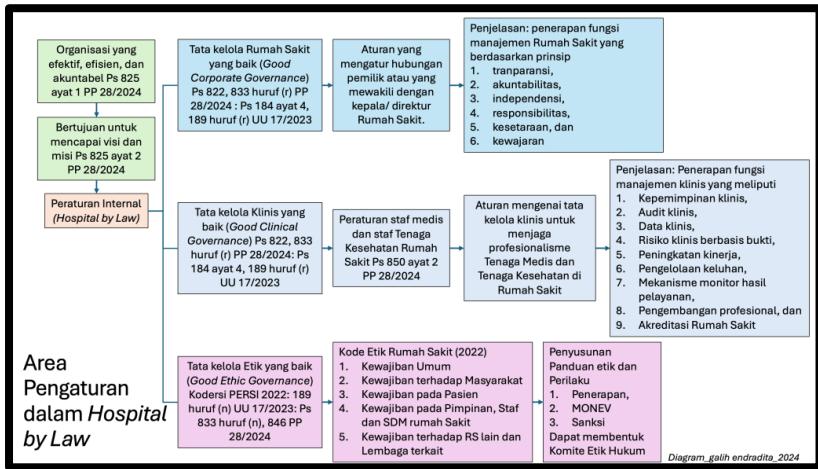 Organisasi yang
efektif, efisien, dan
akuntabel Ps 825
ayat 1 PP 28/2024
Bertujuan untuk
mencapai visi dan
misi Ps 825 ayat 2
PP 28/2024
Peraturan Internal
(Hospital by Law)
Tata kelola Rumah Sakit
yang baik (Good
Corporate Governance)
Ps 822, 833 huruf (r) PP
28/2024 : Ps 184 ayat 4,
189 huruf (r) UU 17/2023
Aturan yang
mengatur hubungan
pemilik atau yang
mewakili dengan
kepala/ direktur
Rumah Sakit.
Penjelasan: penerapan fungsi
manajemen Rumah Sakit yang
berdasarkan prinsip
1. tranparansi,
2. akuntabilitas,
3. independensi,
4. responsibilitas,
5. kesetaraan, dan
6. kewajaran
Tata kelola Klinis yang
baik (Good Clinical
Governance) Ps 822, 833
huruf (r) PP 28/2024: Ps
184 ayat 4, 189 huruf (r)
UU 17/2023
Peraturan staf medis
dan staf Tenaga
Kesehatan Rumah
Sakit Ps 850 ayat 2
PP 28/2024
Aturan mengenai tata
kelola klinis untuk
menjaga
profesionalisme
Tenaga Medis dan
Tenaga Kesehatan di
Rumah Sakit
Penjelasan: Penerapan fungsi
manajemen klinis yang meliputi
1. Kepemimpinan klinis,
2. Audit klinis,
3. Data klinis,
4. Risiko klinis berbasis bukti,
5. Peningkatan kinerja,
6. Pengelolaan keluhan,
7. Mekanisme monitor hasil
pelayanan,
8. Pengembangan profesional, dan
9. Akreditasi Rumah Sakit
Area
Pengaturan
dalam Hospital
by Law
Tata kelola Etik yang baik
(Good Ethic Governance)
Kodersi PERSI 2022: 189
huruf (n) UU 17/2023: Ps
833 huruf (n), 846 PP
28/2024
Kode Etik Rumah Sakit (2022)
1. Kewajiban Umum
2. Kewajiban terhadap Masyarakat
3. Kewajiban pada Pasien
4. Kewajiban pada Pimpinan, Staf
dan SDM rumah Sakit
5. Kewajiban terhadap RS lain dan
Lembaga terkait
Penyusunan
Panduan etik dan
Perilaku
1. Penerapan,
2. MONEV
3. Sanksi
Dapat membentuk
Komite Etik Hukum
Diagram_galih endradita_2024